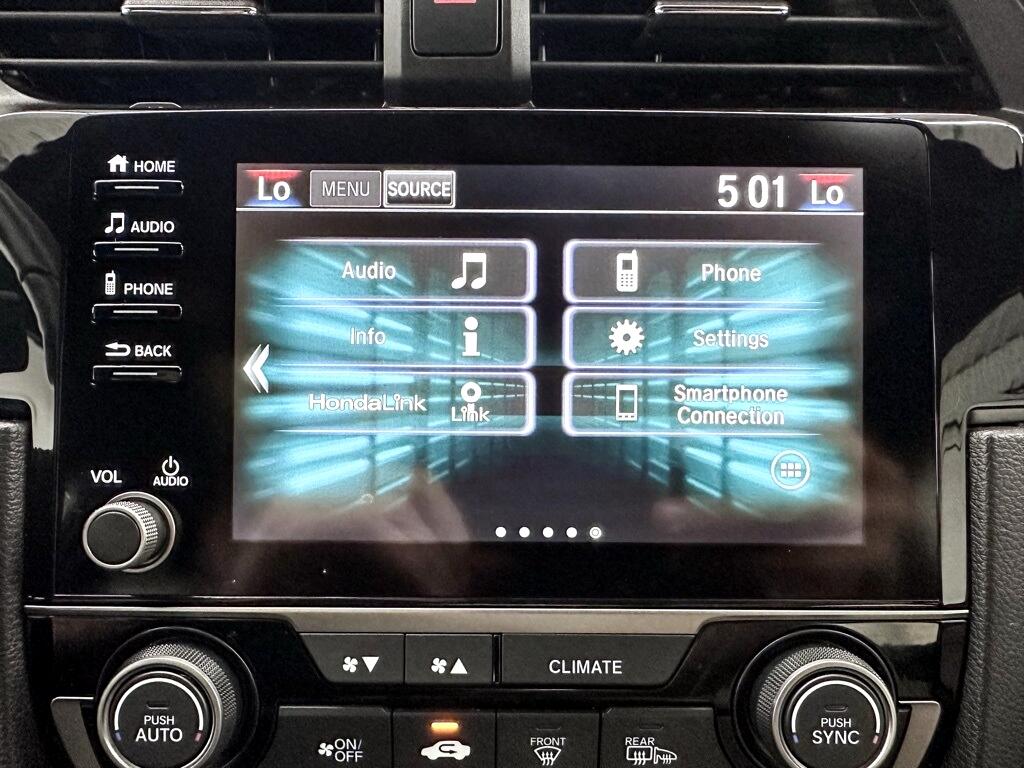 HOME
AUDIO
PHONE
BACK
VOL
AUDIO
Lo MENU SOURCE 5 01 Lo
Audio
Phone
Info
Settings
HondaLink
Link
Smartphone
Connection
CLIMATE
PUSH
AUTO
ON/
OFF
FRONT
REAR
PUSH
SYNC